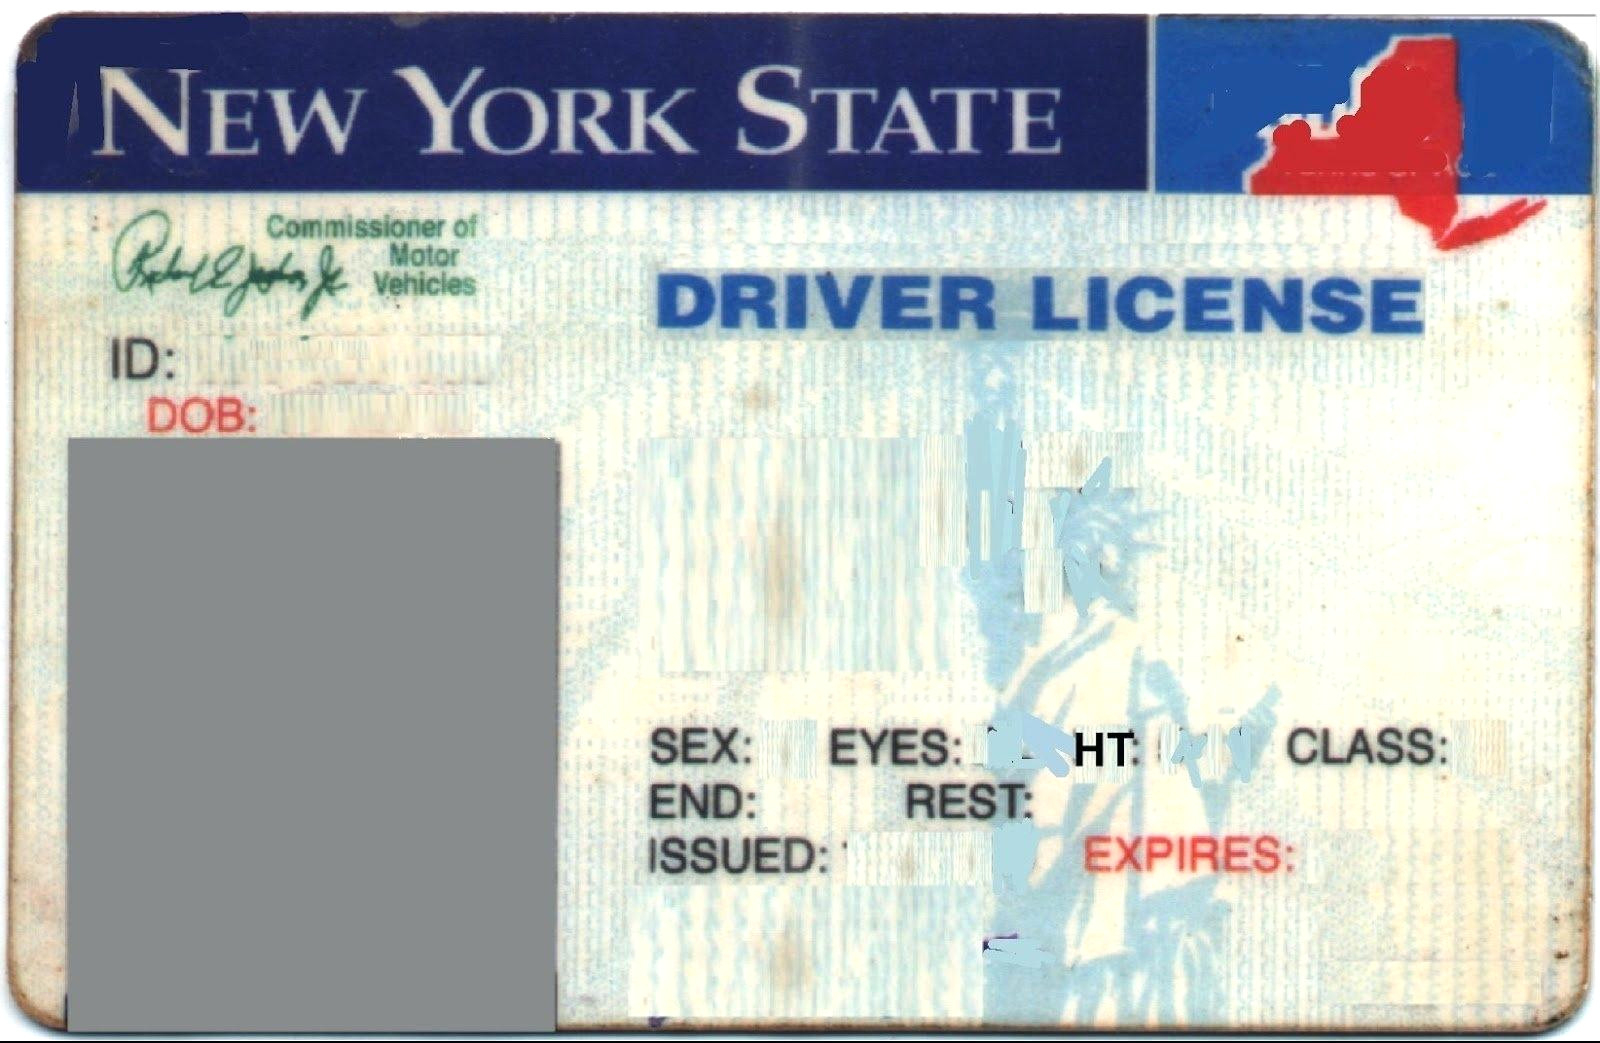 NEW YORK STATE
Commissioner of
Motor
Vehicles
DRIVER LICENSE
ID:
DOB:
SEX: EYES: HT: CLASS:
END: REST:
ISSUED: EXPIRES: